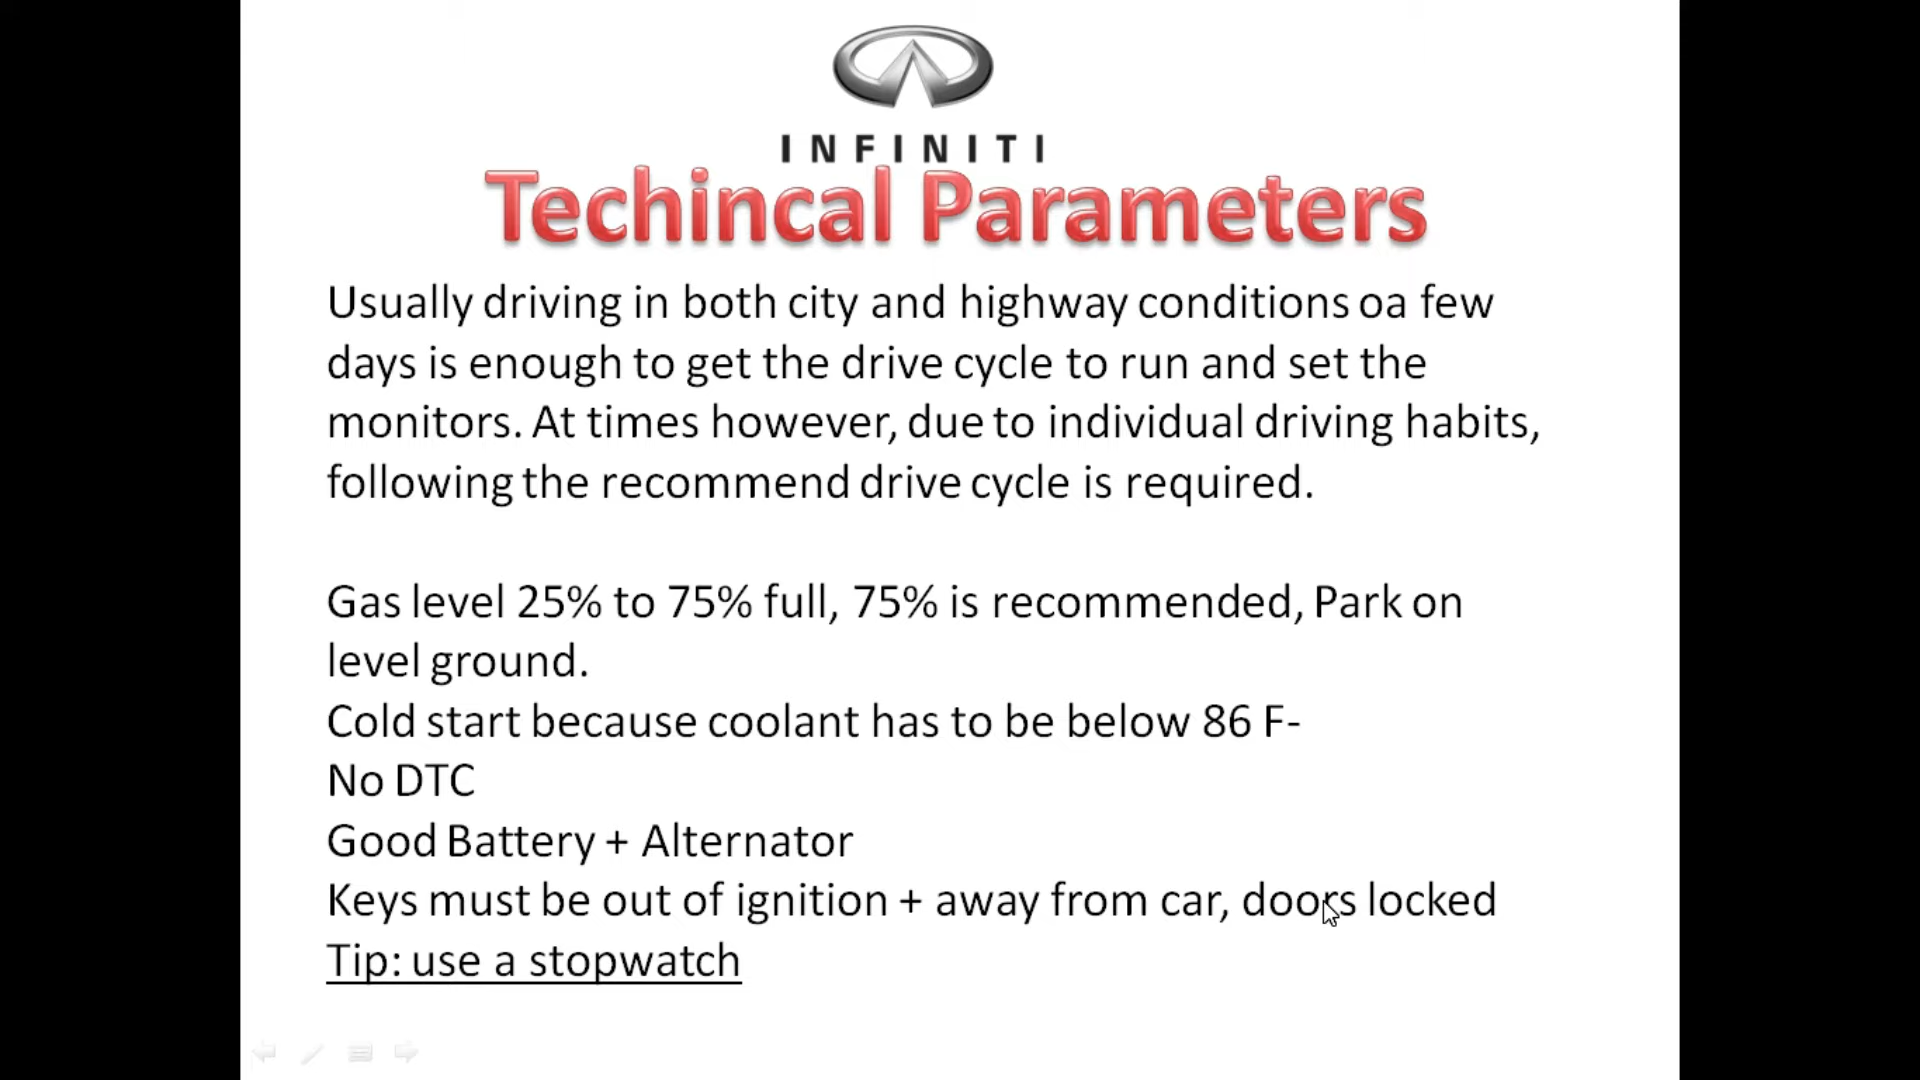 INFINITI
Techincal Parameters
Usually driving in both city and highway conditions oa few
days is enough to get the drive cycle to run and set the
monitors. At times however, due to individual driving habits,
following the recommend drive cycle is required.
Gas level 25% to 75% full, 75% is recommended, Park on
level ground.
Cold start because coolant has to be below 86 F-
No DTC
Good Battery + Alternator
Keys must be out of ignition + away from car, doors locked
Tip: use a stopwatch